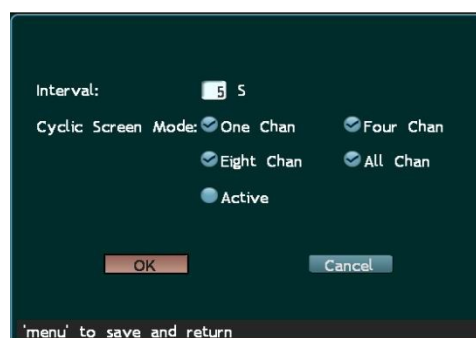 Interval: 5 S
Cyclic Screen Mode: One Chan Four Chan
Eight Chan All Chan
Active
OK Cancel
'menu' to save and return